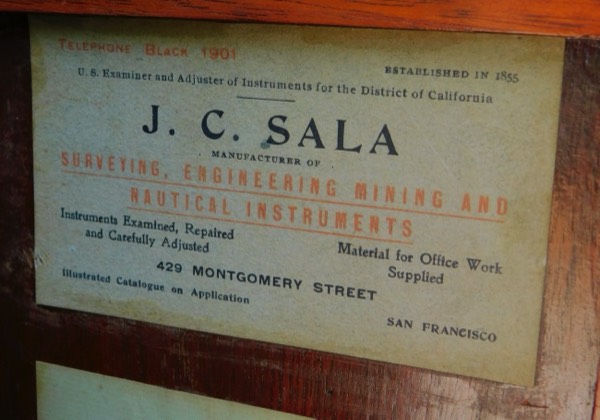 TELEPHONE BLACK 1901
ESTABLISHED IN 1855
U. S. Examiner and Adjuster of Instruments for the District of California
J. C. SALA
MANUFACTURER OF
SURVEYING, ENGINEERING MINING AND
NAUTICAL INSTRUMENTS
Instruments Examined, Repaired
and Carefully Adjusted
Material for Office Work
Supplied
429 MONTGOMERY STREET
Illustrated Catalogue on Application
SAN FRANCISCO